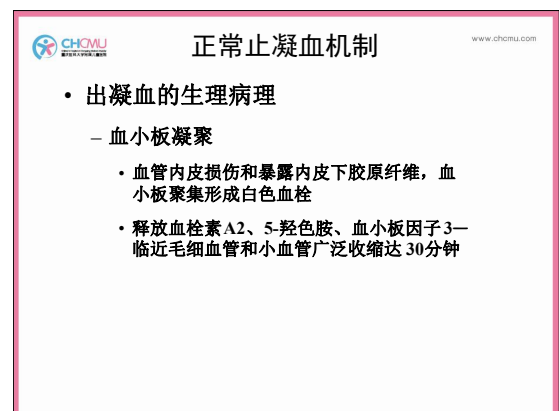 CHCMU
正常止凝血机制
www.chcmu.com
• 出凝血的生理病理
– 血小板凝聚
• 血管内皮损伤和暴露内皮下胶原纤维，血
小板聚集形成白色血栓
• 释放血栓素A2、5-羟色胺、血小板因子3—
临近毛细血管和小血管广泛收缩达 30分钟